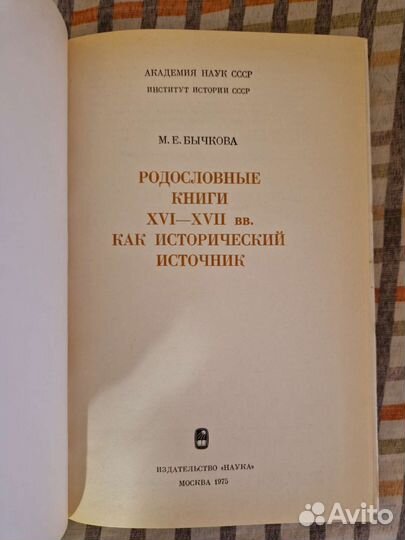 АКАДЕМИЯ НАУК СССР
ИНСТИТУТ ИСТОРИИ СССР
М. Е. БЫЧКОВА
РОДОСЛОВНЫЕ
КНИГИ
XVI—XVII вв.
КАК ИСТОРИЧЕСКИЙ
ИСТОЧНИК
ИЗДАТЕЛЬСТВО «НАУКА»
МОСКВА 1975
Avito